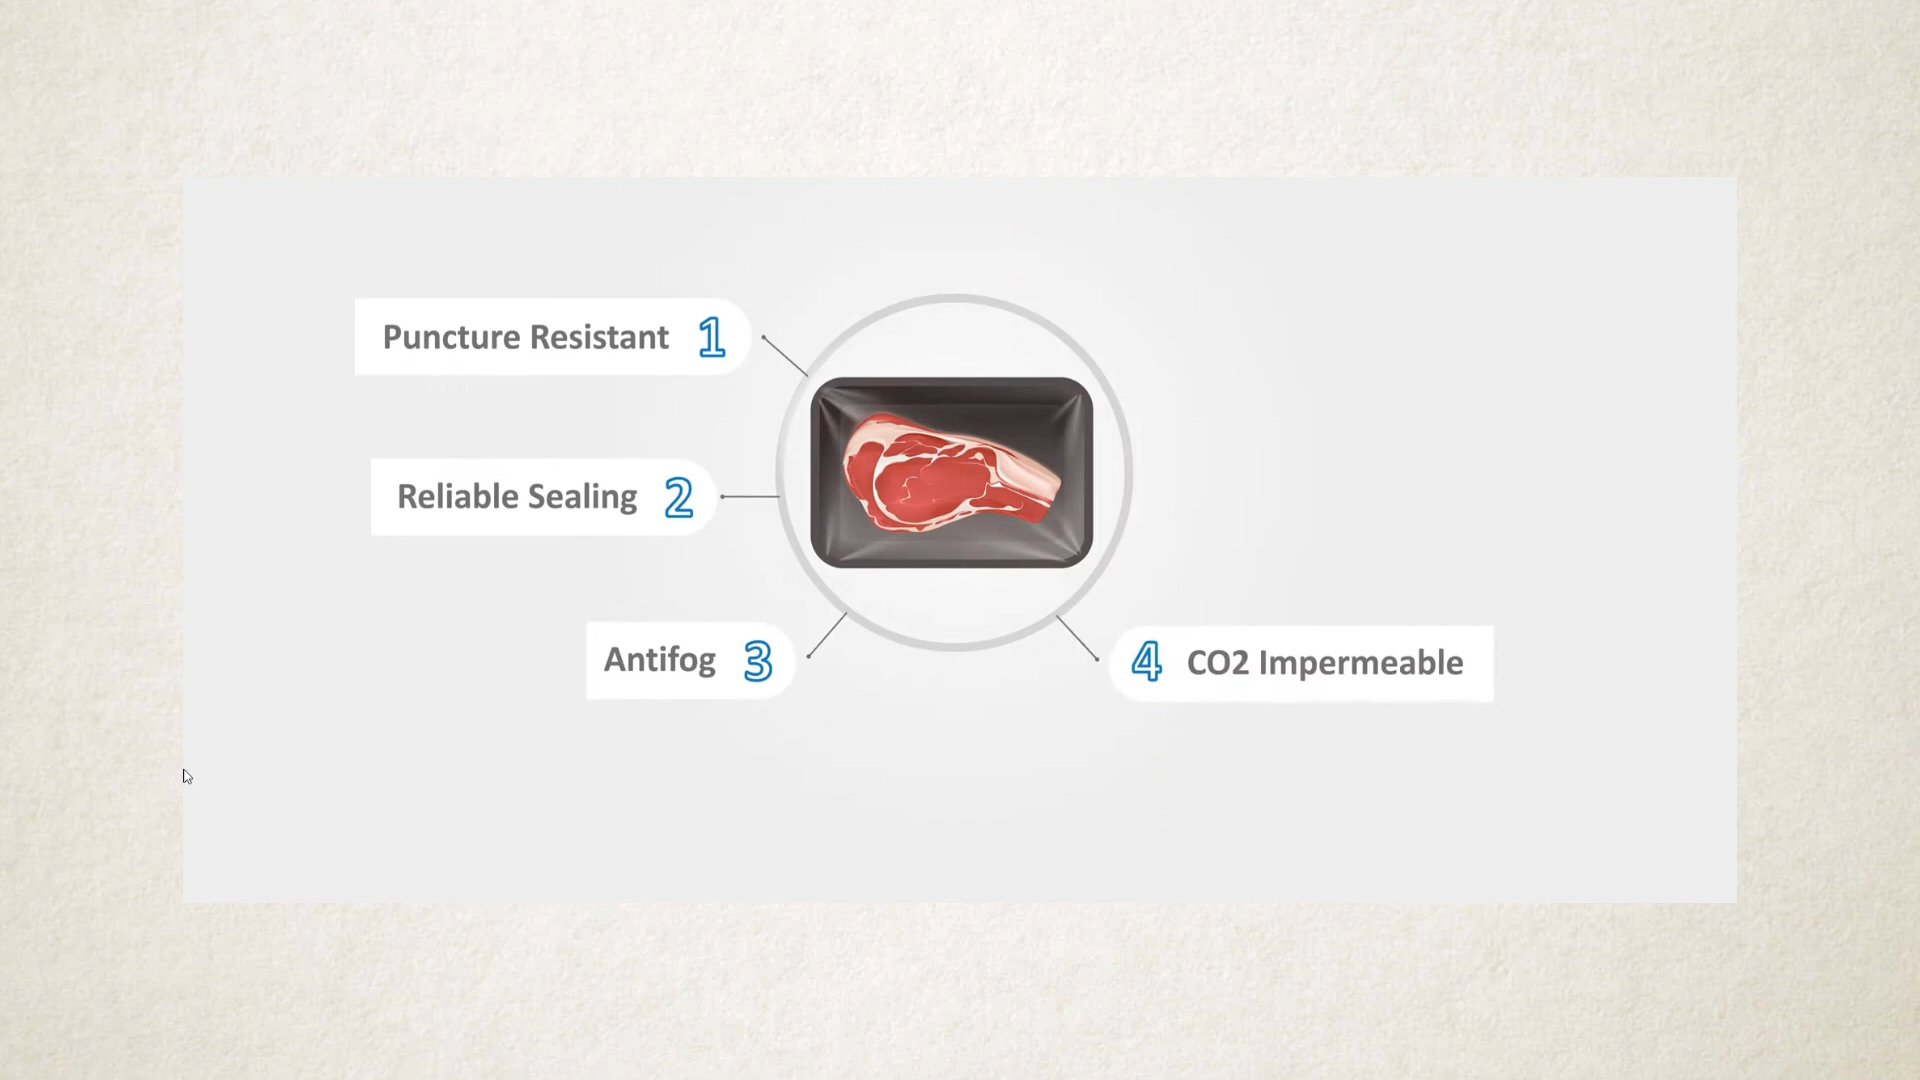 Puncture Resistant 1
Reliable Sealing 2
Antifog 3
4 CO2 Impermeable